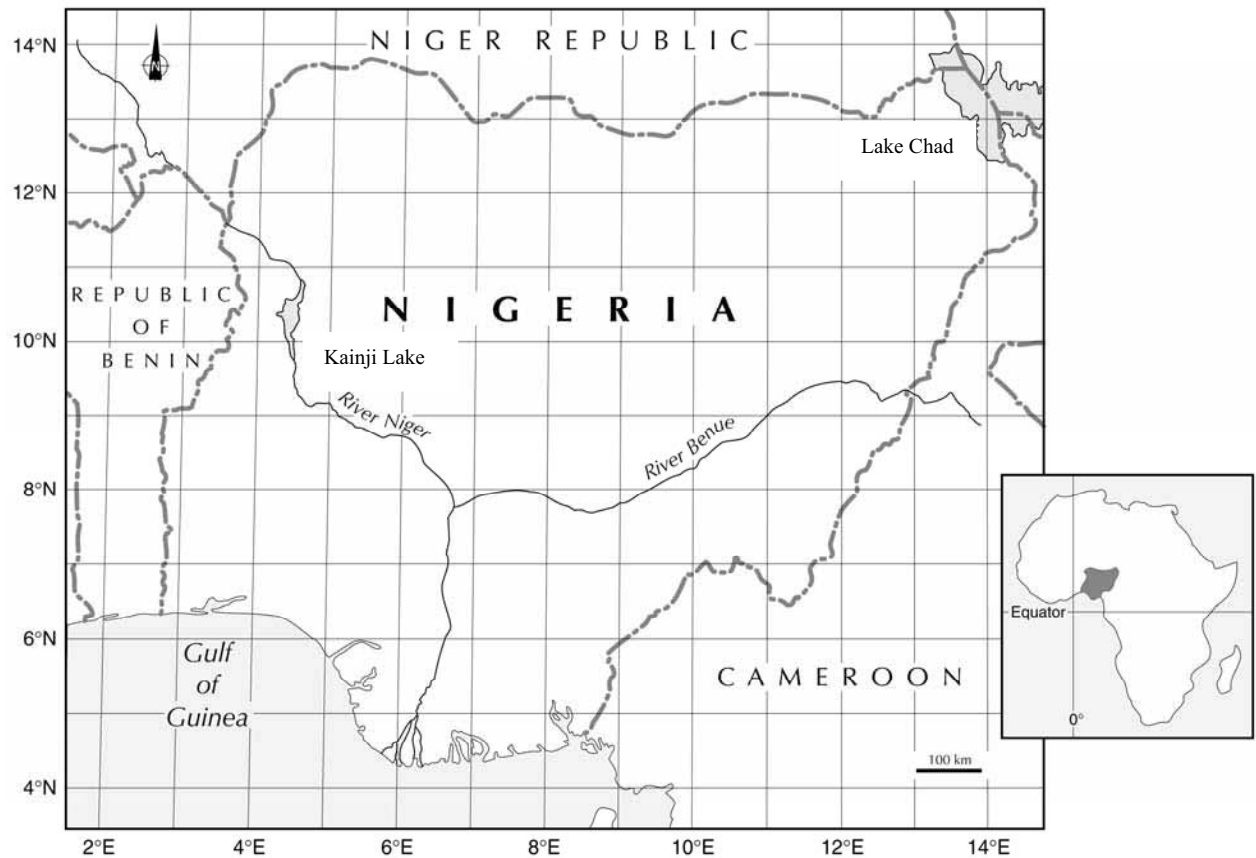 14°N
12°N
10°N
8°N
6°N
4°N
2°E
4°E
6°E
8°E
10°E
12°E
14°E
NIGER REPUBLIC
Lake Chad
REPUBLIC
OF
BENIN
NIGERIA
Kainji Lake
River Niger
River Benue
Gulf
of
Guinea
CAMEROON
100 km
Equator
0°